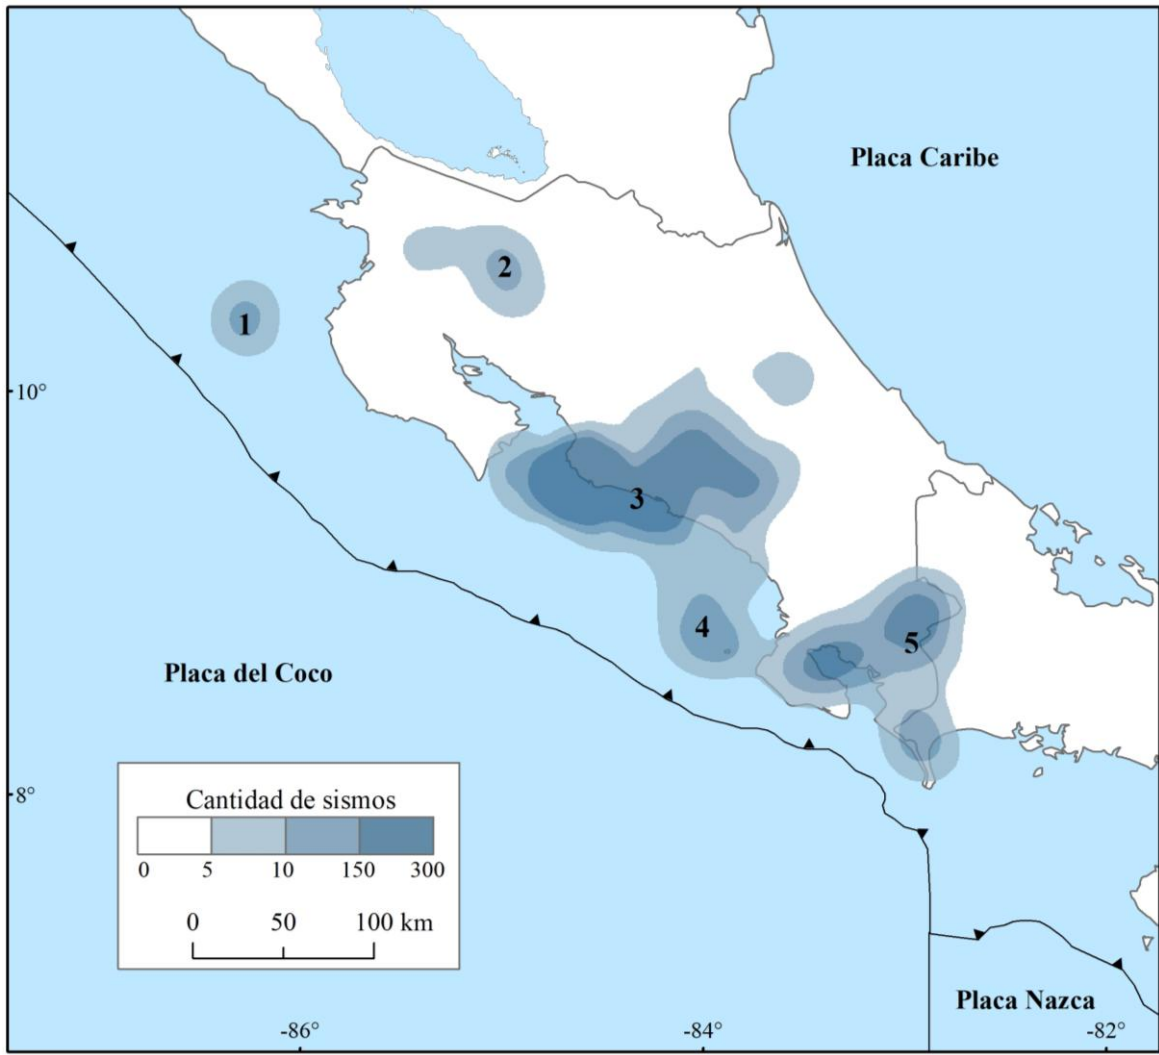 Placa Caribe
2
1
10°
3
4
5
Placa del Coco
Cantidad de sismos
0 5 10 150 300
8°
0 50 100 km
Placa Nazca
-86° -84° -82°